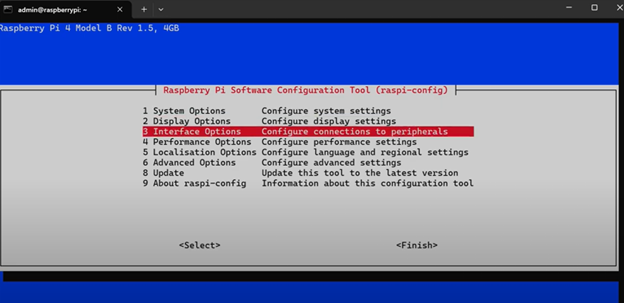 admin@raspberrypi: ~
Raspberry Pi 4 Model B Rev 1.5, 4GB
Raspberry Pi Software Configuration Tool (raspi-config)
1 System Options Configure system settings
2 Display Options Configure display settings
3 Interface Options Configure connections to peripherals
4 Performance Options Configure performance settings
5 Localisation Options Configure language and regional settings
6 Advanced Options Configure advanced settings
8 Update Update this tool to the latest version
9 About raspi-config Information about this configuration tool
<Select> <Finish>